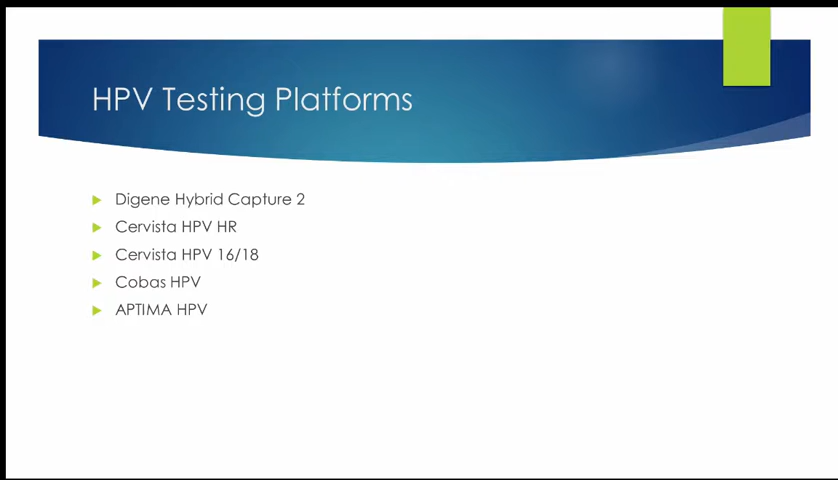 HPV Testing Platforms
Digene Hybrid Capture 2
Cervista HPV HR
Cervista HPV 16/18
Cobas HPV
APTIMA HPV